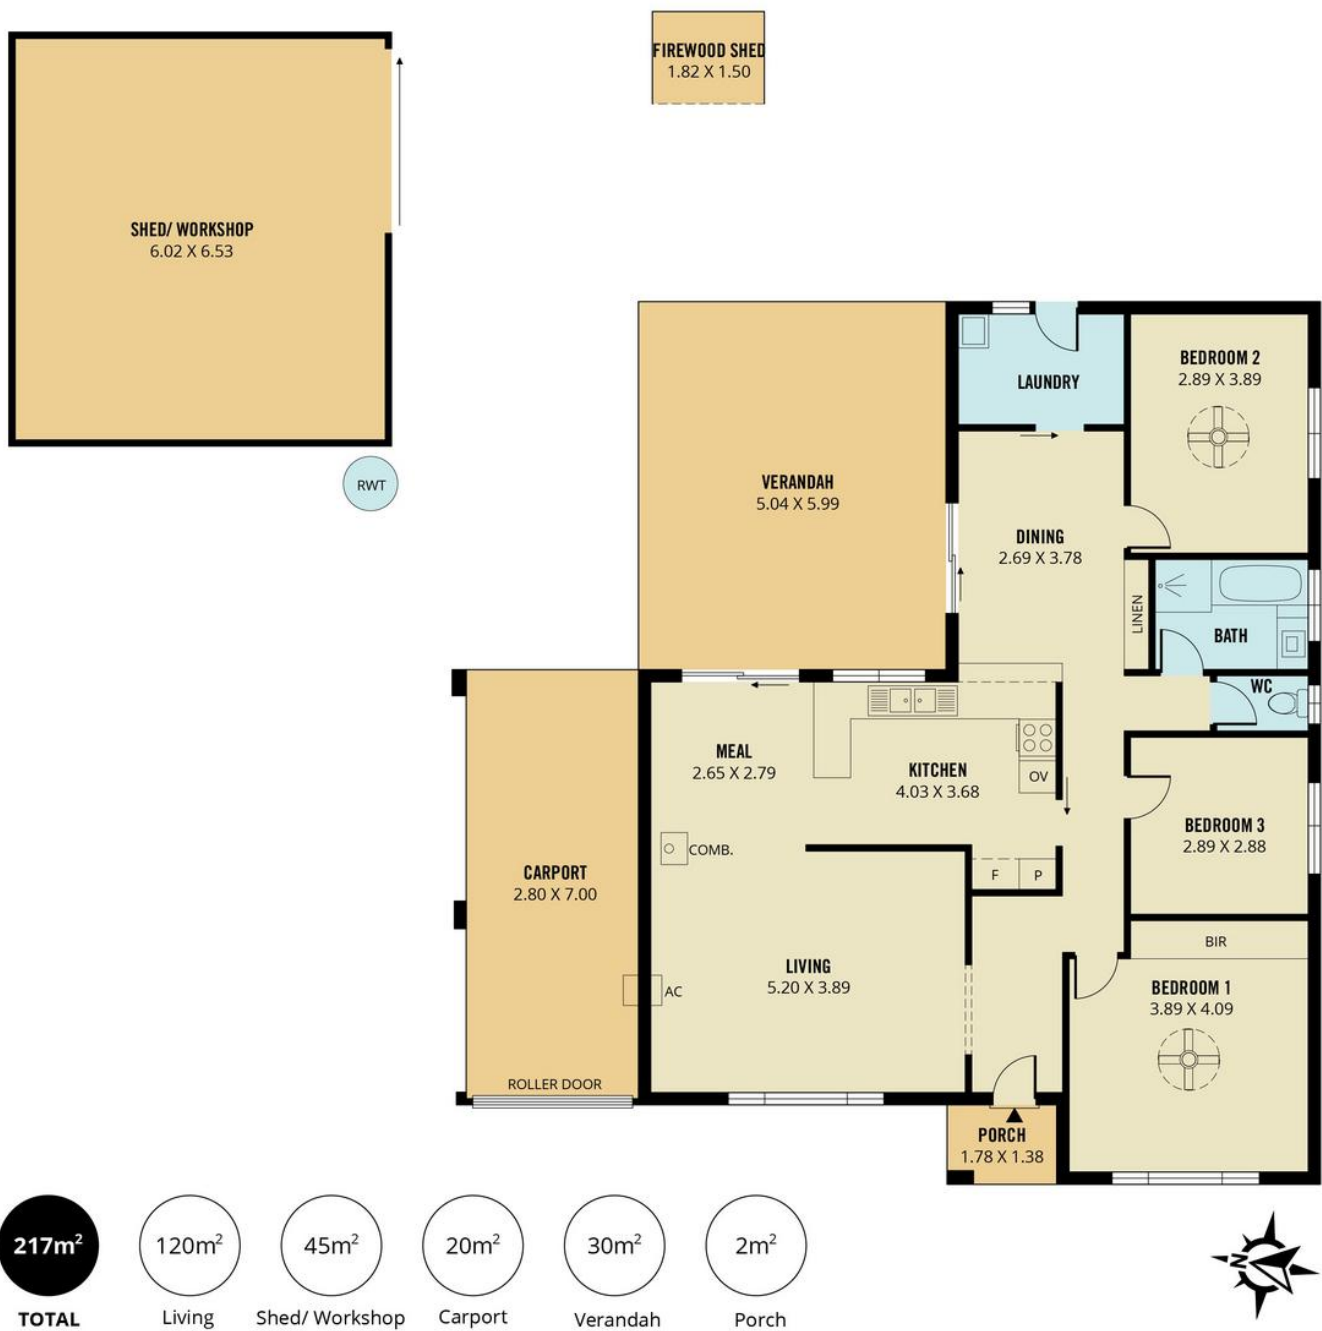 FIREWOOD SHED
1.82 X 1.50
SHED/ WORKSHOP
6.02 X 6.53
RWT
LAUNDRY
BEDROOM 2
2.89 X 3.89
VERANDAH
5.04 X 5.99
DINING
2.69 X 3.78
LINEN
BATH
WC
MEAL
2.65 X 2.79
KITCHEN
4.03 X 3.68
OV
COMB.
F
P
BEDROOM 3
2.89 X 2.88
CARPORT
2.80 X 7.00
BIR
LIVING
5.20 X 3.89
AC
BEDROOM 1
3.89 X 4.09
ROLLER DOOR
PORCH
1.78 X 1.38
217m²
TOTAL
120m²
Living
45m²
Shed/ Workshop
20m²
Carport
30m²
Verandah
2m²
Porch
N